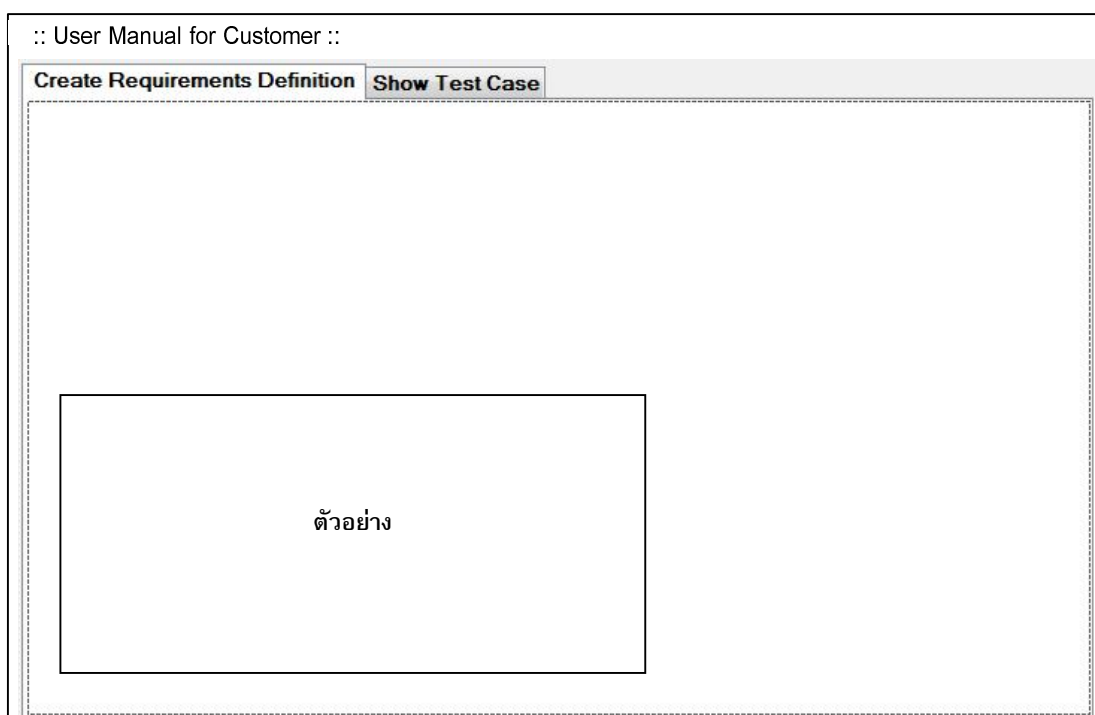 :: User Manual for Customer ::
Create Requirements Definition Show Test Case
ตัวอย่าง